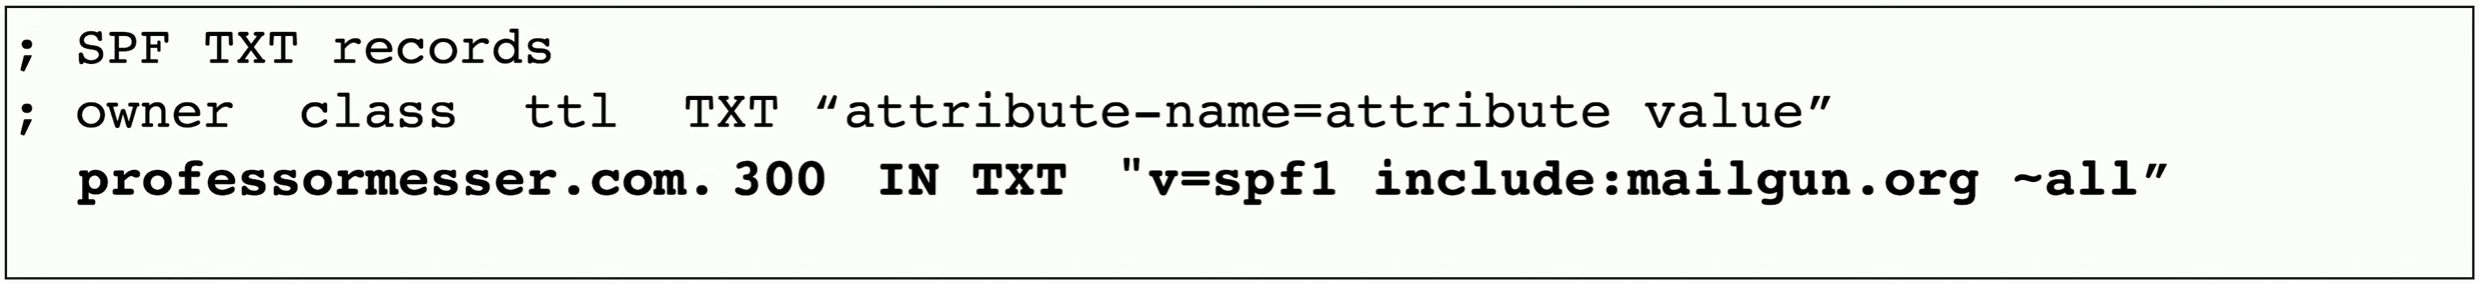 ; SPF TXT records
; owner class ttl TXT “attribute-name=attribute value”
professormesser.com. 300 IN TXT "v=spf1 include:mailgun.org ~all”